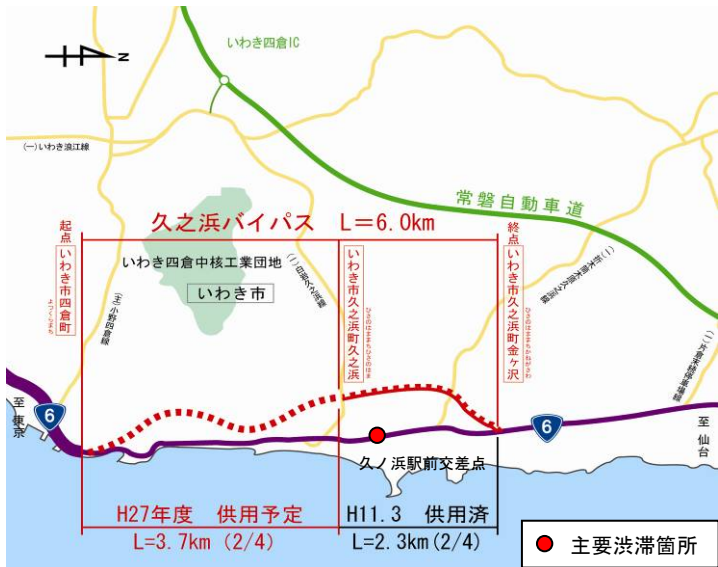 いわき四倉IC
N
(一)いわき浪江線
常磐自動車道
久之浜バイパス L=6.0km
起点
いわき市四倉町
よつくらまち
いわき四倉中核工業団地
いわき市
(主)小野四倉線
いわき市久之浜町久之浜
ひさのはままちひさのはま
終点
いわき市久之浜町金ヶ沢
ひさのはままちかねがさわ
至 東京
6
久ノ浜駅前交差点
6
至 仙台
H27年度 供用予定
H11.3 供用済
L=3.7km (2/4)
L=2.3km(2/4)
主要渋滞箇所